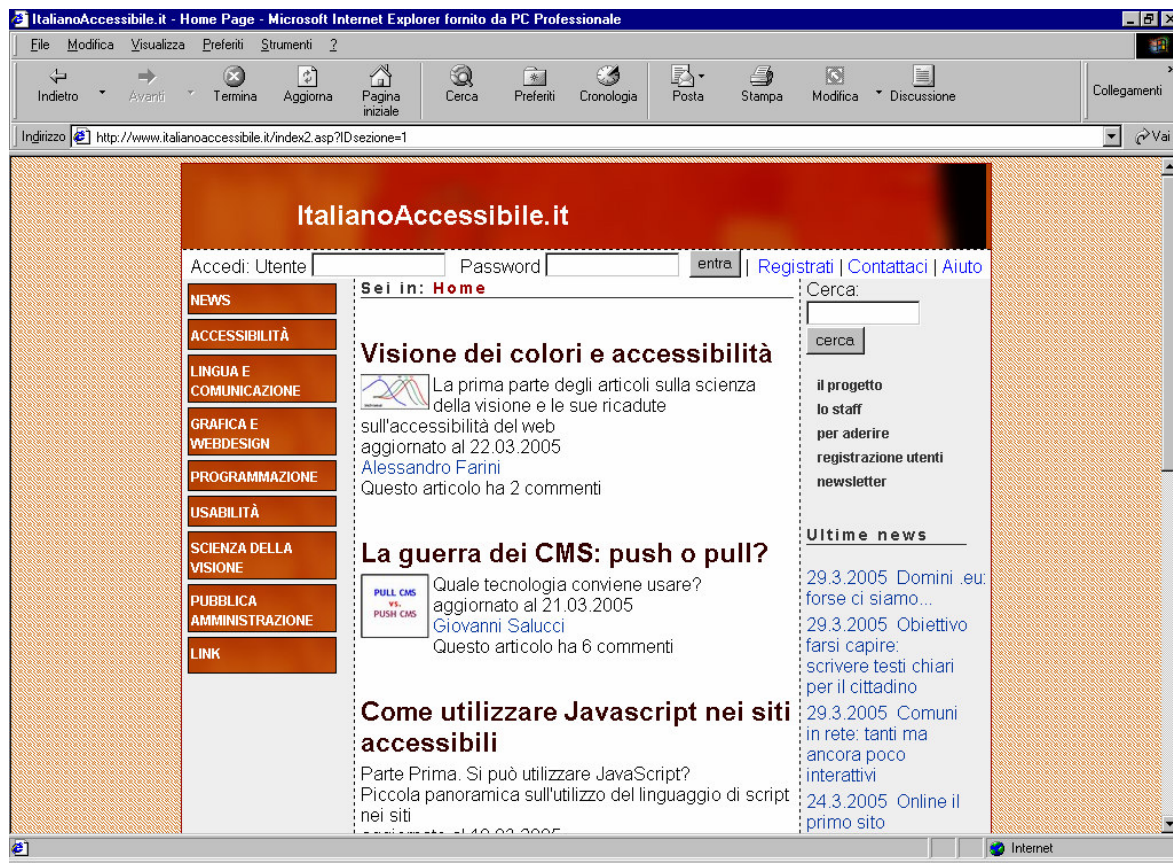 ItalianoAccessibile.it - Home Page - Microsoft Internet Explorer fornito da PC Professionale
File Modifica Visualizza Preferiti Strumenti ?
Indietro Avanti Termina Aggiorna Pagina iniziale Cerca Preferiti Cronologia Posta Stampa Modifica Discussione Collegamenti
Indirizzo http://www.italianoaccessibile.it/index2.asp?IDsezione=1 Vai
ItalianoAccessibile.it
Accedi: Utente Password entra | Registrati | Contattaci | Aiuto
NEWS
ACCESSIBILITÀ
LINGUA E
COMUNICAZIONE
GRAFICA E
WEBDESIGN
PROGRAMMAZIONE
USABILITÀ
SCIENZA DELLA
VISIONE
PUBBLICA
AMMINISTRAZIONE
LINK
Sei in: Home
Visione dei colori e accessibilità
La prima parte degli articoli sulla scienza
della visione e le sue ricadute
sull'accessibilità del web
aggiornato al 22.03.2005
Alessandro Farini
Questo articolo ha 2 commenti
La guerra dei CMS: push o pull?
PULL CMS
vs.
PUSH CMS
Quale tecnologia conviene usare?
aggiornato al 21.03.2005
Giovanni Salucci
Questo articolo ha 6 commenti
Come utilizzare Javascript nei siti
accessibili
Parte Prima. Si può utilizzare JavaScript?
Piccola panoramica sull'utilizzo del linguaggio di script
nei siti
Cerca:
cerca
il progetto
lo staff
per aderire
registrazione utenti
newsletter
Ultime news
29.3.2005 Domini .eu:
forse ci siamo...
29.3.2005 Obiettivo
farsi capire:
scrivere testi chiari
per il cittadino
29.3.2005 Comuni
in rete: tanti ma
ancora poco
interattivi
24.3.2005 Online il
primo sito
Internet